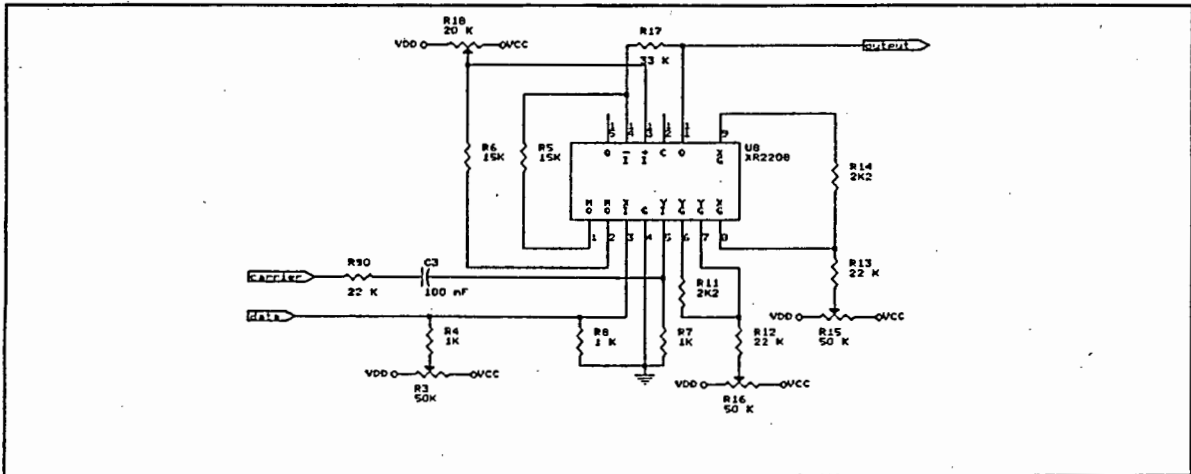 R18
20 K
VDD
VCC
R17
33 K
output
R6
15K
R5
15K
U8
XR2208
R14
2K2
1 2 3 4 5 6 7 8
carrier
R90
22 K
C3
100 nF
R11
2K2
R13
22 K
data
R4
1K
R8
1 K
R7
1K
R12
22 K
VDD
VCC
R15
50 K
VDD
VCC
R3
50K
VDD
VCC
R16
50 K